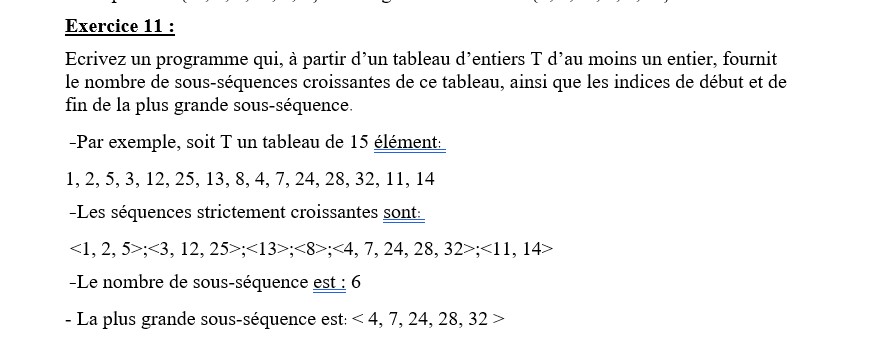 Exercice 11 :
Ecrivez un programme qui, à partir d'un tableau d'entiers T d'au moins un entier, fournit
le nombre de sous-séquences croissantes de ce tableau, ainsi que les indices de début et de
fin de la plus grande sous-séquence.
-Par exemple, soit T un tableau de 15 élément:
1, 2, 5, 3, 12, 25, 13, 8, 4, 7, 24, 28, 32, 11, 14
-Les séquences strictement croissantes sont:
<1, 2, 5>;<3, 12, 25>;<13>;<8>;<4, 7, 24, 28, 32>;<11, 14>
-Le nombre de sous-séquence est : 6
- La plus grande sous-séquence est: < 4, 7, 24, 28, 32 >